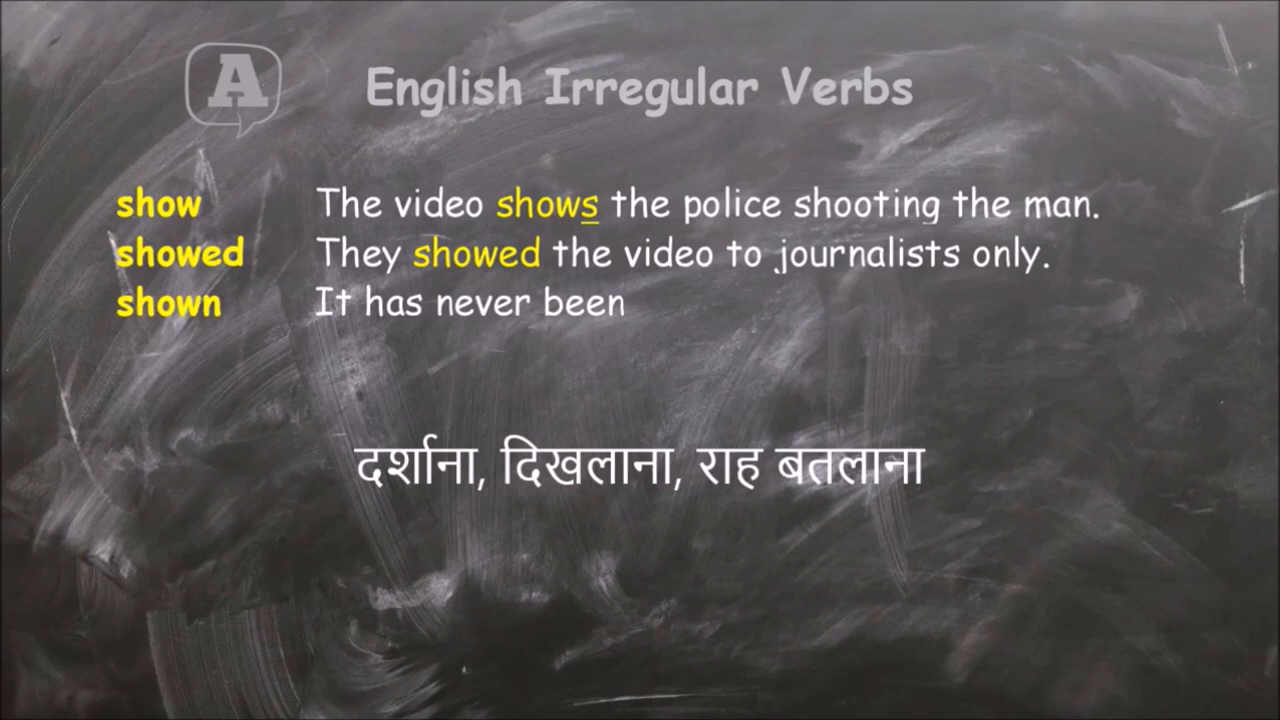 A English Irregular Verbs
show The video shows the police shooting the man.
showed They showed the video to journalists only.
shown It has never been
दर्शाना, दिखलाना, राह बतलाना